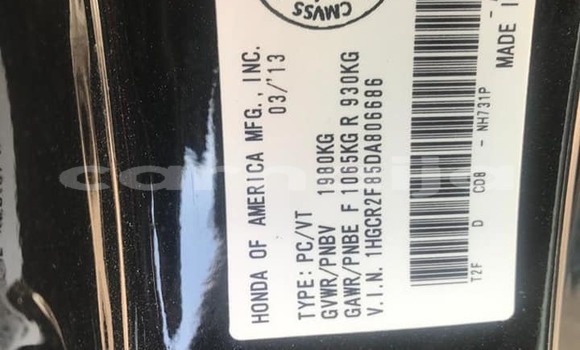 CMVSS
HONDA OF AMERICA MFG., INC.
03/'13
TYPE: PC/VT
GVWR/PNBV 1980KG
GAWR/PNBE F 1065KG R 930KG
V.I.N. 1HGCR2F85DA806686
T2F D CD8 - NH731P
MADE I